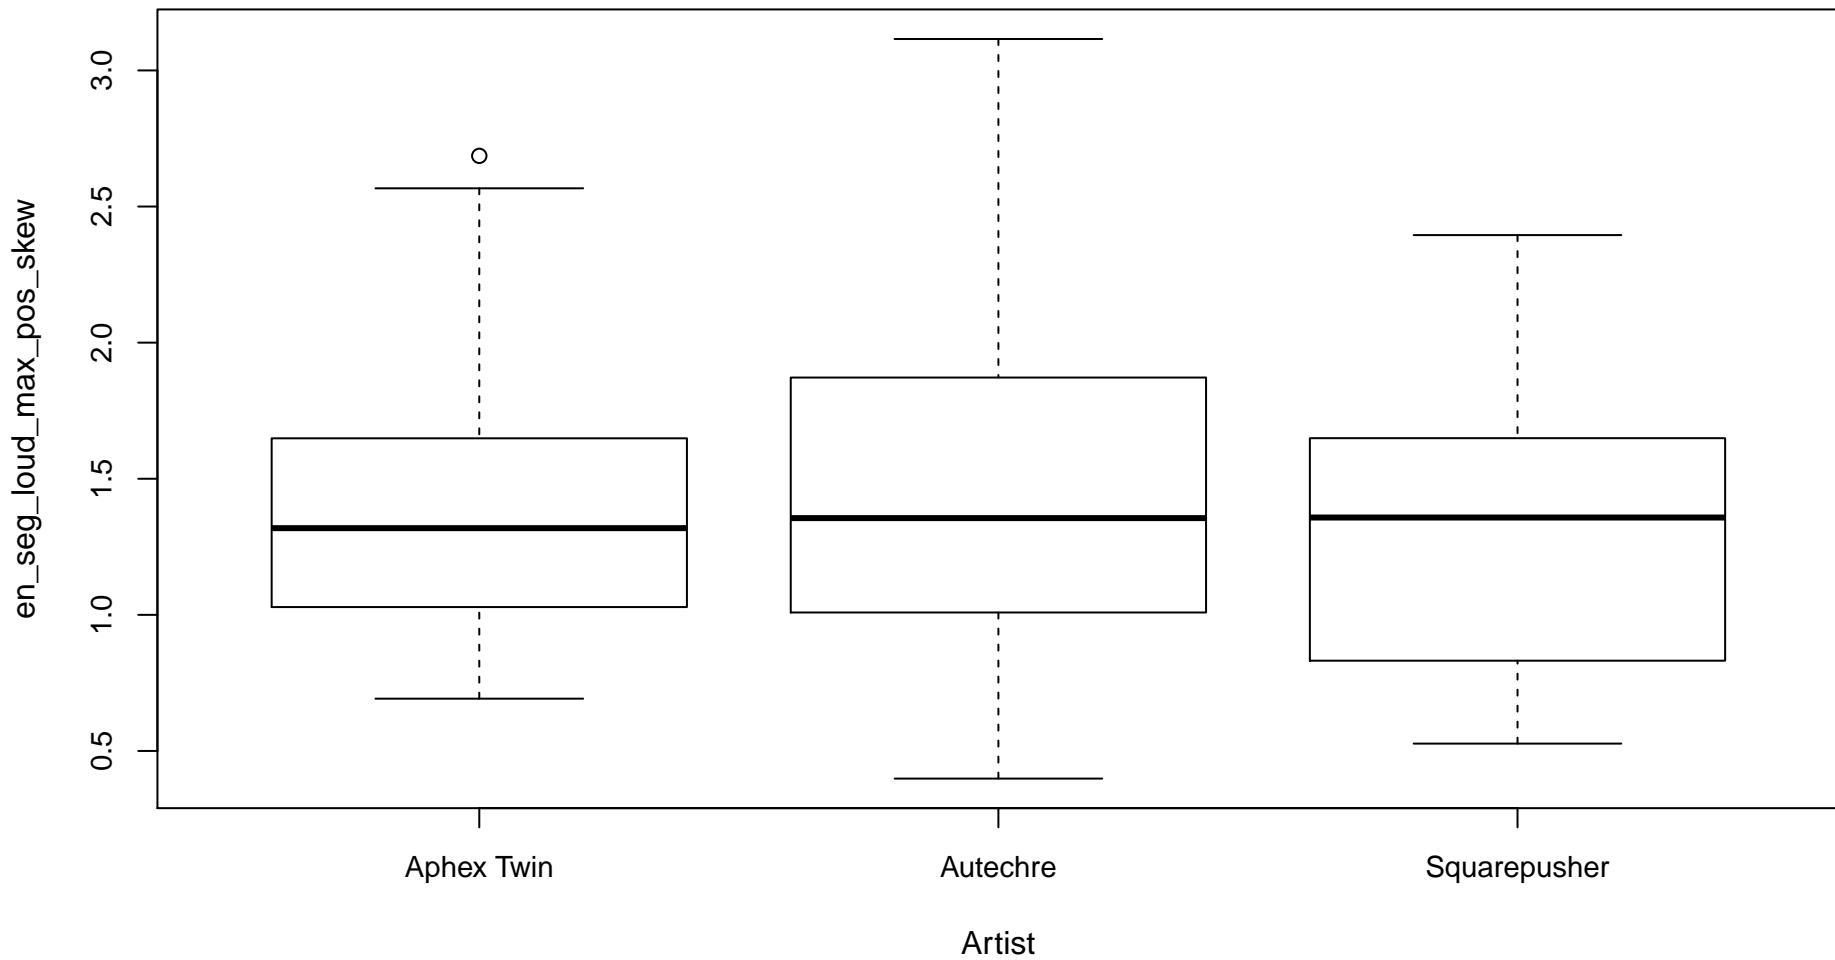 en_seg_loud_max_pos_skew
3.0
2.5
2.0
1.5
1.0
0.5
Aphex Twin
Autechre
Squarepusher
Artist